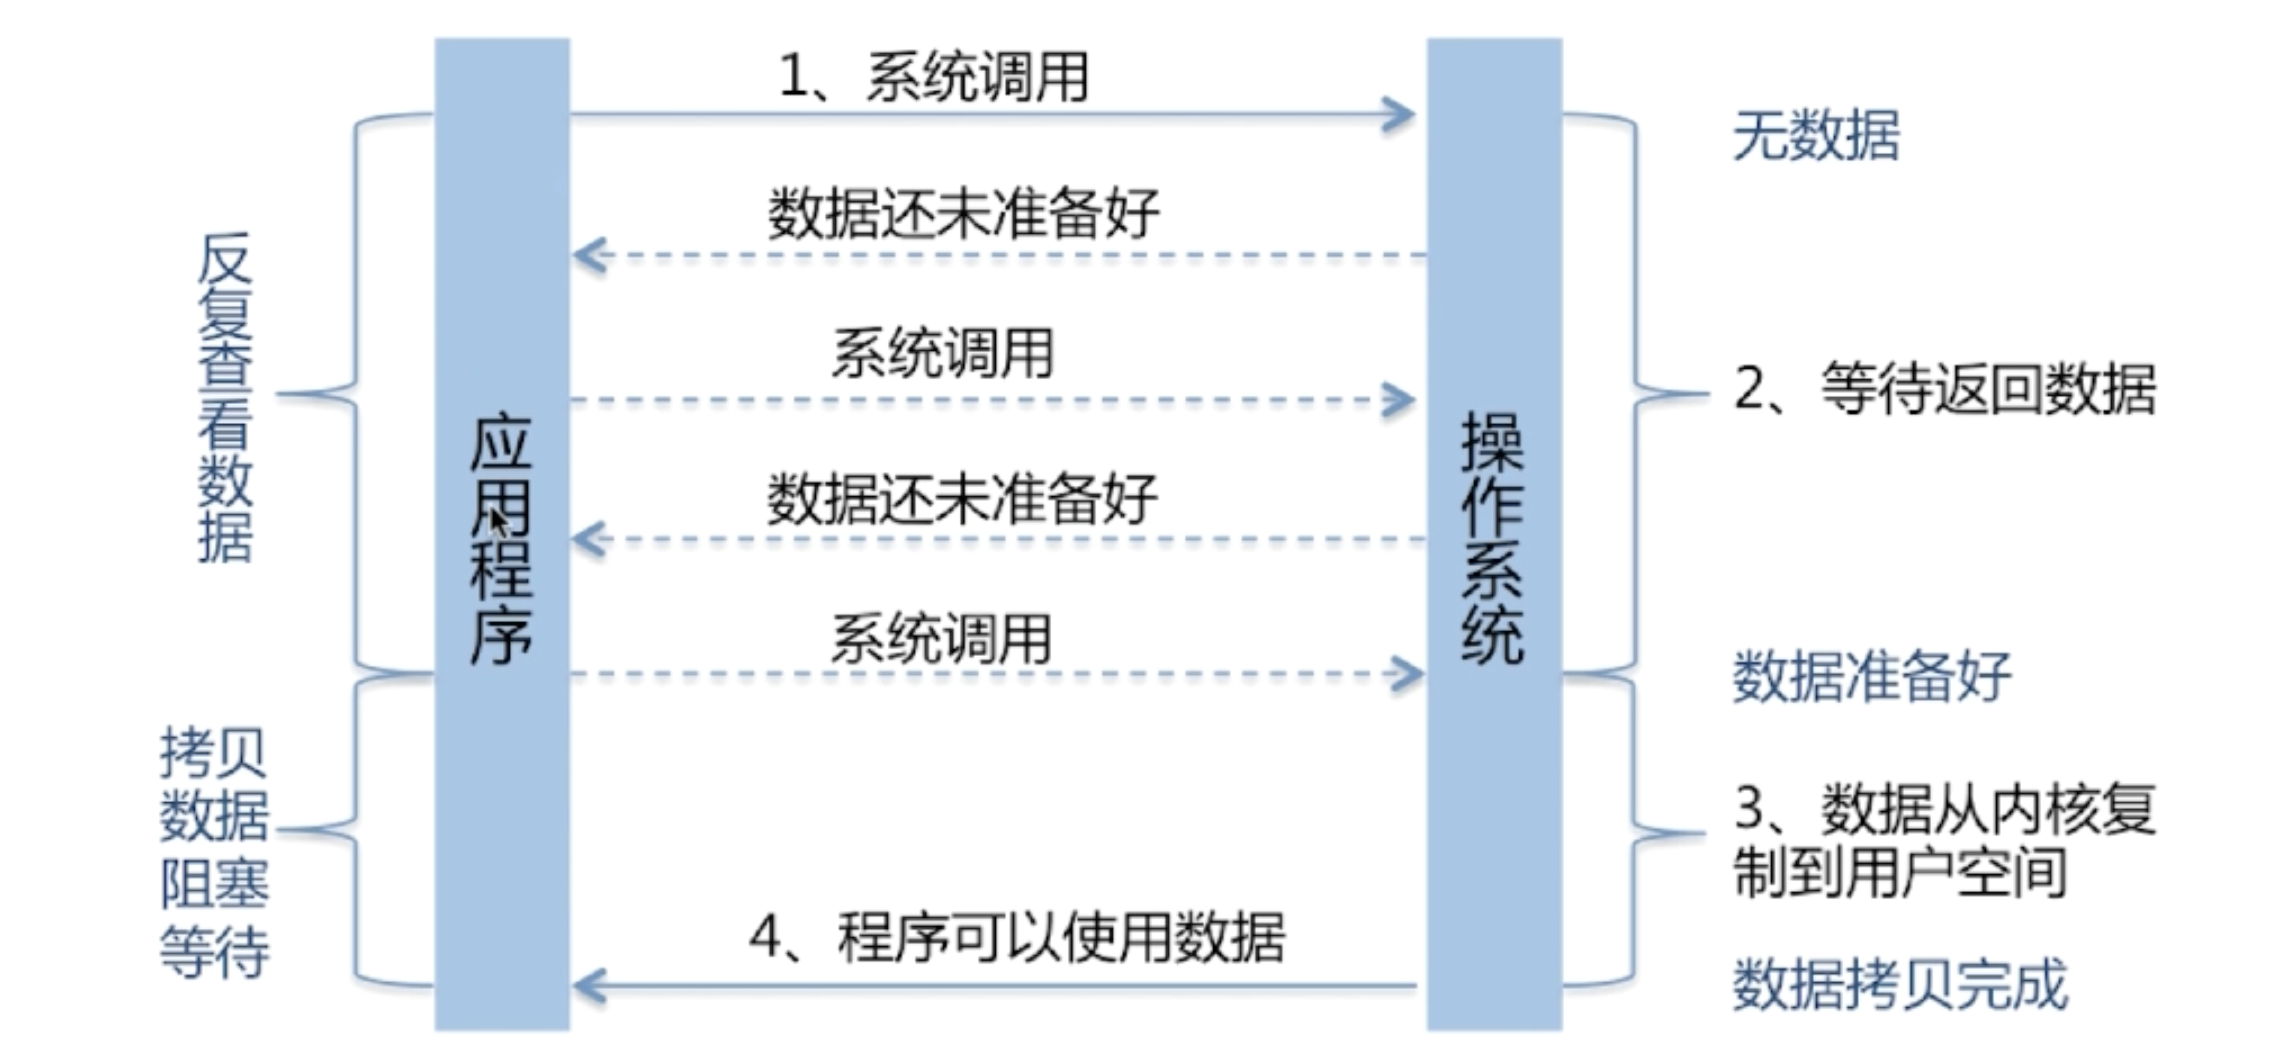 1、系统调用
无数据
数据还未准备好
反复查看数据
系统调用
2、等待返回数据
应用程序
操作系统
数据还未准备好
系统调用
数据准备好
拷贝
数据
阻塞
等待
3、数据从内核复
制到用户空间
4、程序可以使用数据
数据拷贝完成